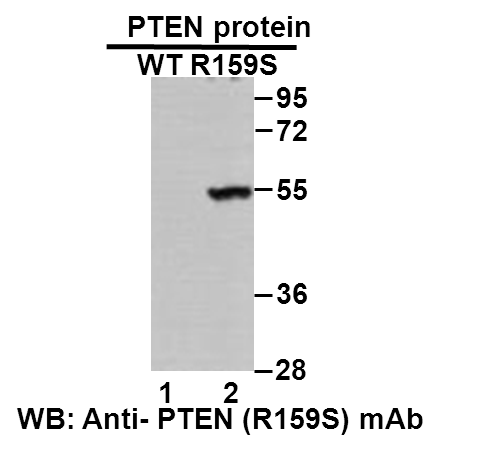 PTEN protein
WT R159S
95
72
55
36
28
1 2
WB: Anti- PTEN (R159S) mAb